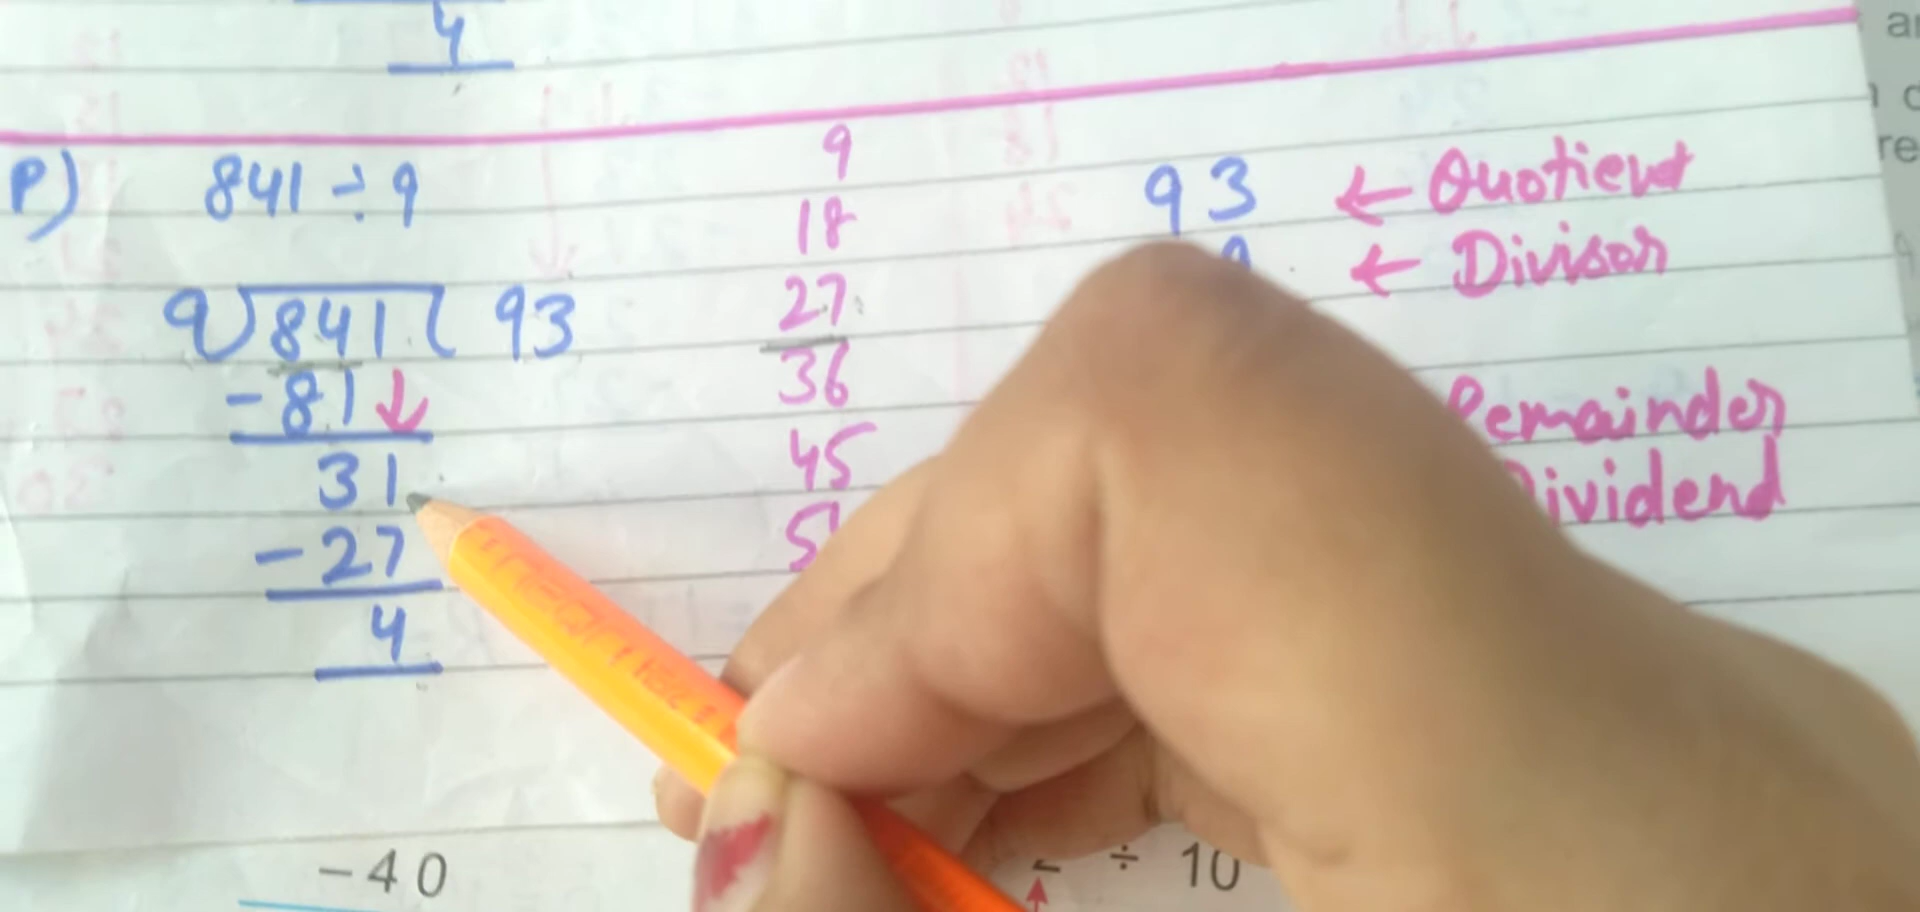 4
P) 841 ÷ 9
9)841( 93
-81↓
31
-27
4
9
18
27
36
45
93 ← Quotient
← Divisor
Remainder
Dividend
-40
÷ 10